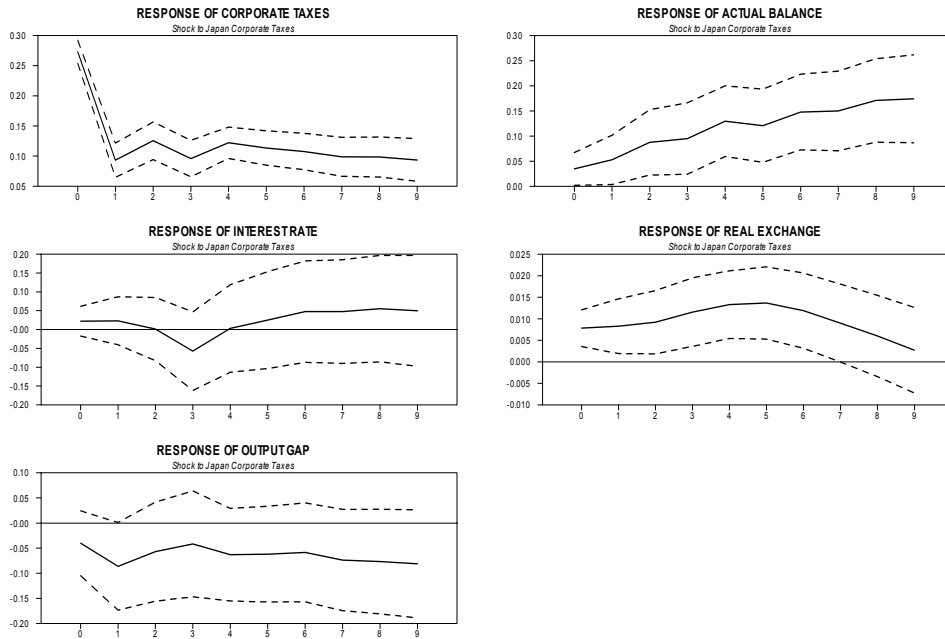 RESPONSE OF CORPORATE TAXES
Shock to Japan Corporate Taxes
0.30
0.25
0.20
0.15
0.10
0.05
0 1 2 3 4 5 6 7 8 9
RESPONSE OF ACTUAL BALANCE
Shock to Japan Corporate Taxes
0.30
0.25
0.20
0.15
0.10
0.05
0.00
0 1 2 3 4 5 6 7 8 9
RESPONSE OF INTEREST RATE
Shock to Japan Corporate Taxes
0.20
0.15
0.10
0.05
-0.00
-0.05
-0.10
-0.15
-0.20
0 1 2 3 4 5 6 7 8 9
RESPONSE OF REAL EXCHANGE
Shock to Japan Corporate Taxes
0.025
0.020
0.015
0.010
0.005
0.000
-0.005
-0.010
0 1 2 3 4 5 6 7 8 9
RESPONSE OF OUTPUT GAP
Shock to Japan Corporate Taxes
0.10
0.05
-0.00
-0.05
-0.10
-0.15
-0.20
0 1 2 3 4 5 6 7 8 9